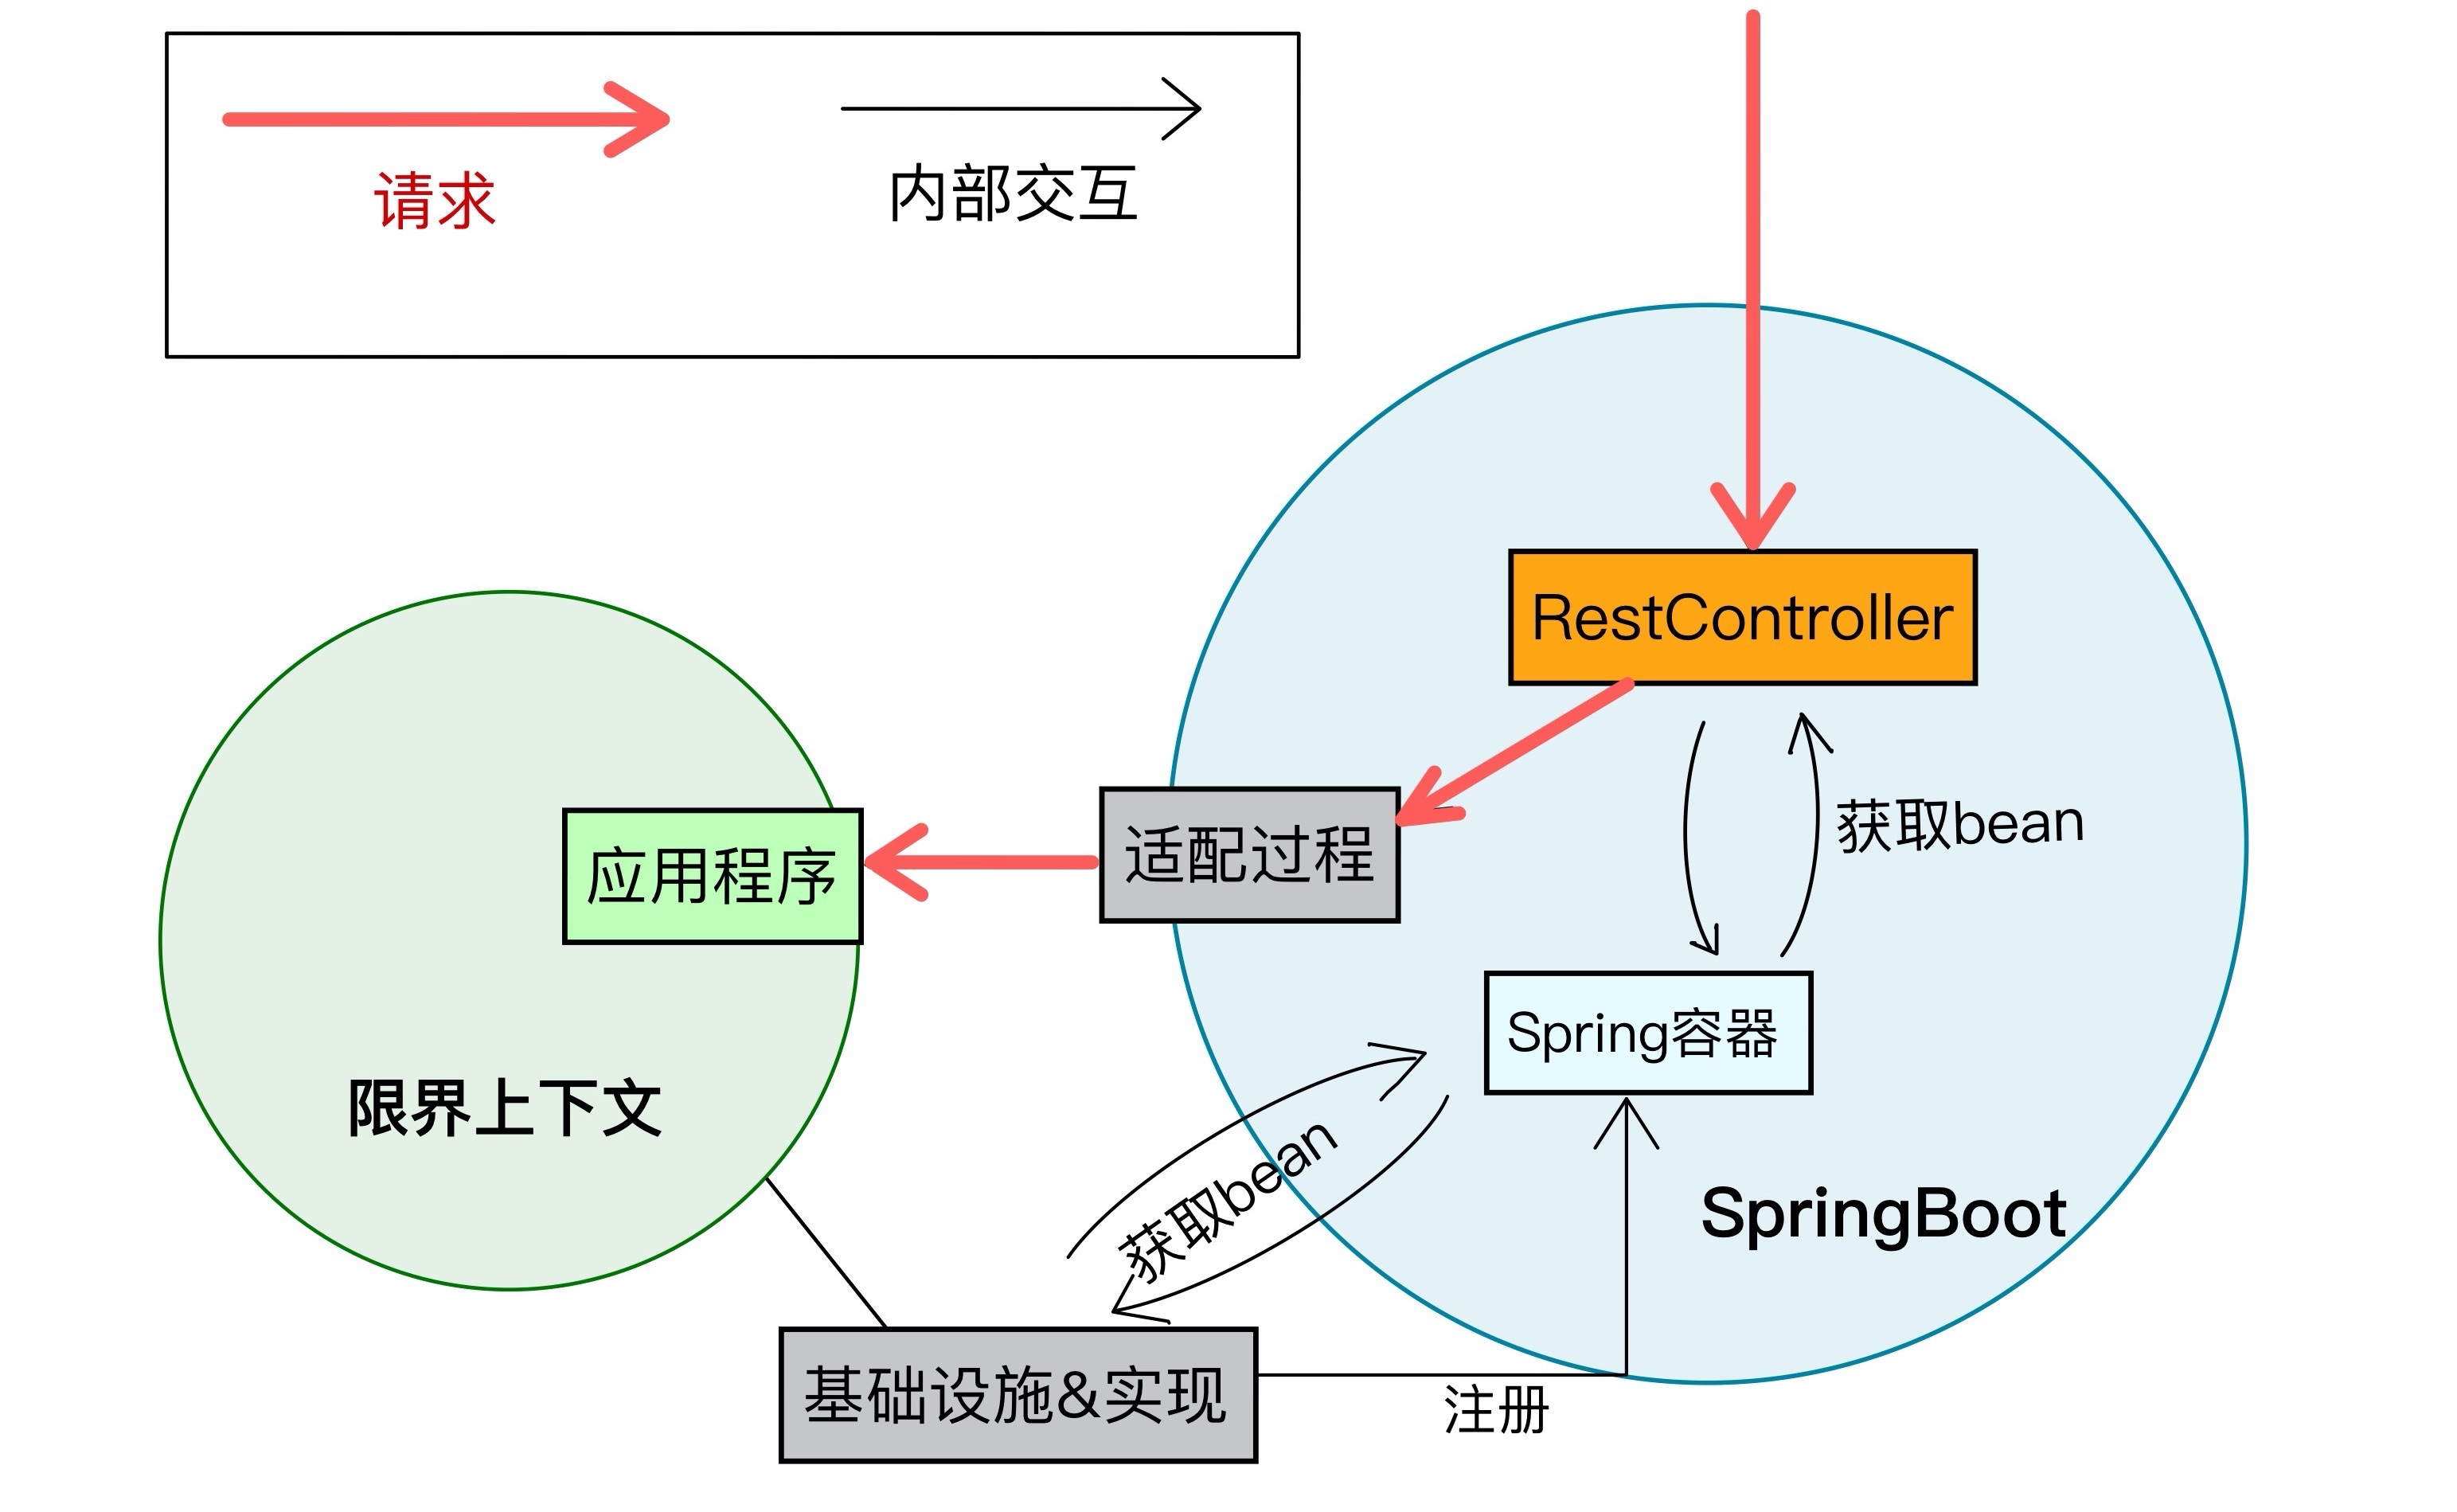 请求
内部交互
RestController
获取bean
适配过程
应用程序
Spring容器
限界上下文
获取bean
SpringBoot
基础设施&实现
注册